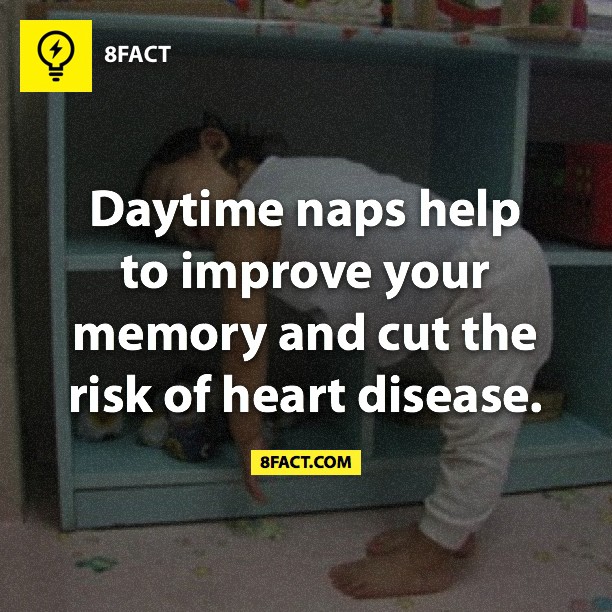 8FACT
Daytime naps help
to improve your
memory and cut the
risk of heart disease.
8FACT.COM